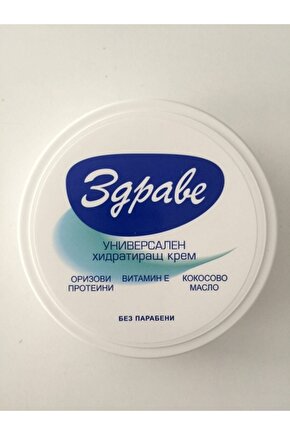 Здраве
УНИВЕРСАЛЕН
хидратиращ крем
ОРИЗОВИ ВИТАМИН Е КОКОСОВО
ПРОТЕИНИ МАСЛО
БЕЗ ПАРАБЕНИ